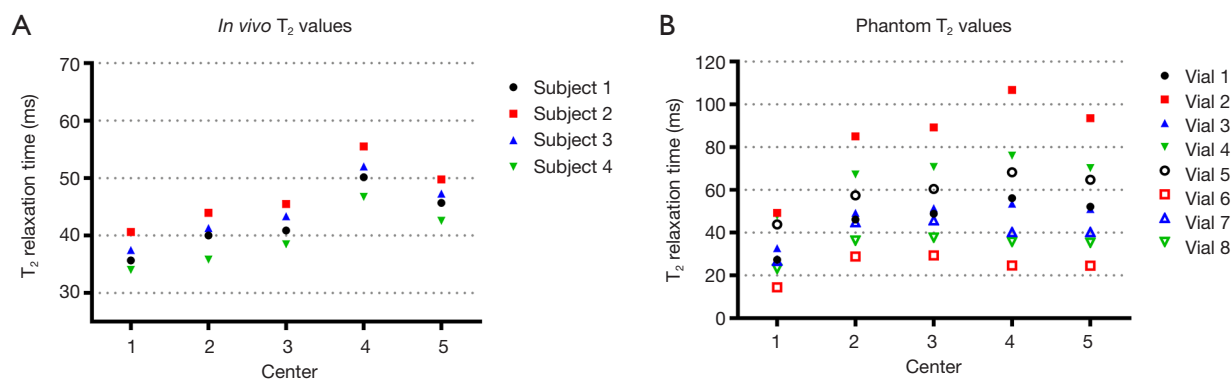 A
In vivo T₂ values
70
60
50
40
30
T₂ relaxation time (ms)
1 2 3 4 5
Center
Subject 1
Subject 2
Subject 3
Subject 4
B
Phantom T₂ values
120
100
80
60
40
20
0
T₂ relaxation time (ms)
1 2 3 4 5
Center
Vial 1
Vial 2
Vial 3
Vial 4
Vial 5
Vial 6
Vial 7
Vial 8